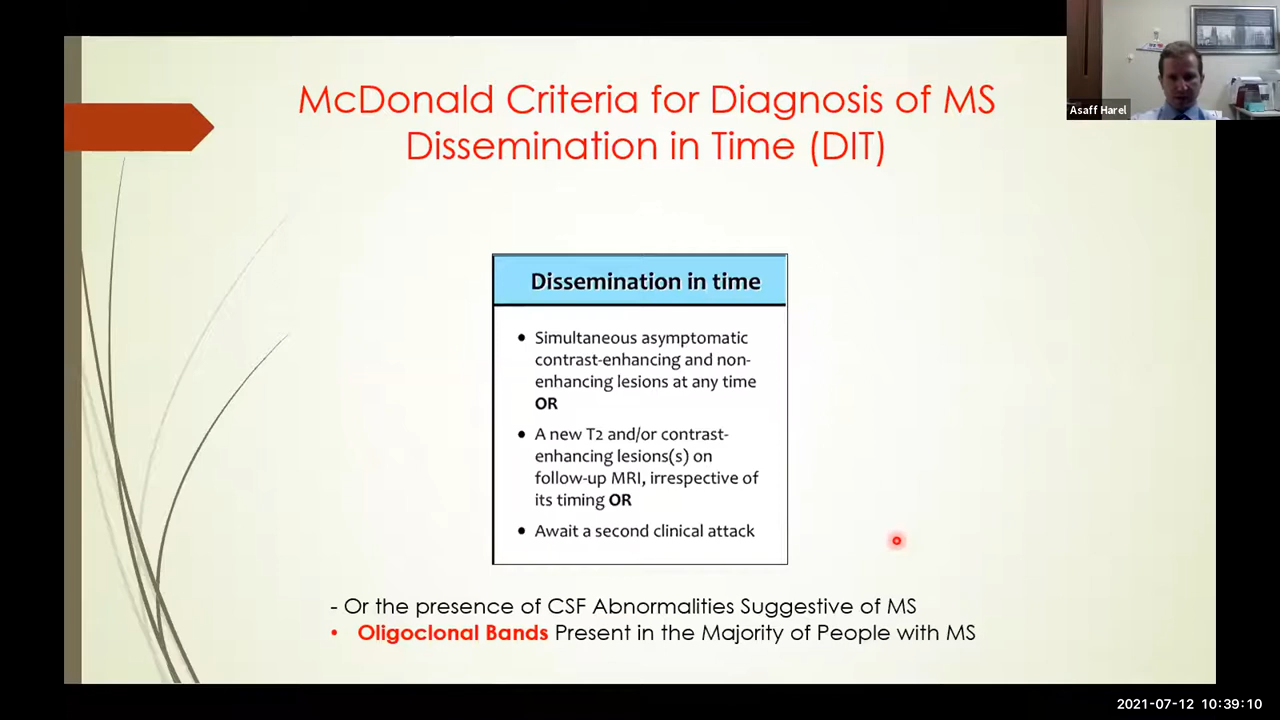 McDonald Criteria for Diagnosis of MS
Dissemination in Time (DIT)
Asaff Harel
Dissemination in time
• Simultaneous asymptomatic
contrast-enhancing and non-
enhancing lesions at any time
OR
• A new T2 and/or contrast-
enhancing lesions(s) on
follow-up MRI, irrespective of
its timing OR
• Await a second clinical attack
- Or the presence of CSF Abnormalities Suggestive of MS
• Oligoclonal Bands Present in the Majority of People with MS
2021-07-12 10:39:10